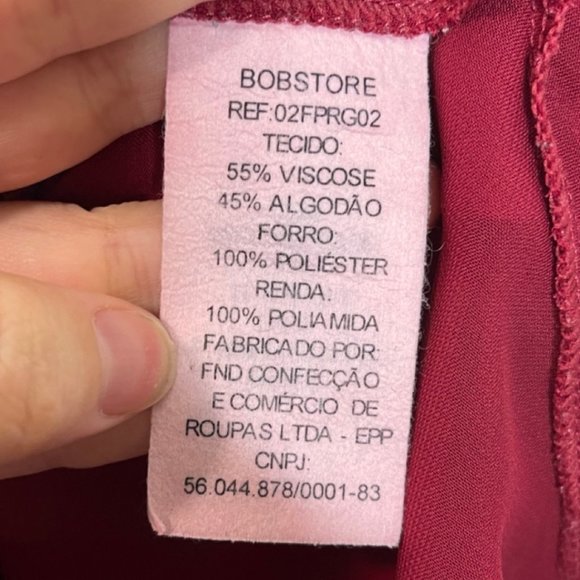 BOBSTORE
REF:02FPRG02
TECIDO:
55% VISCOSE
45% ALGODÃO
FORRO:
100% POLIÉSTER
RENDA:
100% POLIAMIDA
FABRICADO POR:
FND CONFECÇÃO
E COMÉRCIO DE
ROUPAS LTDA - EPP
CNPJ:
56.044.878/0001-83